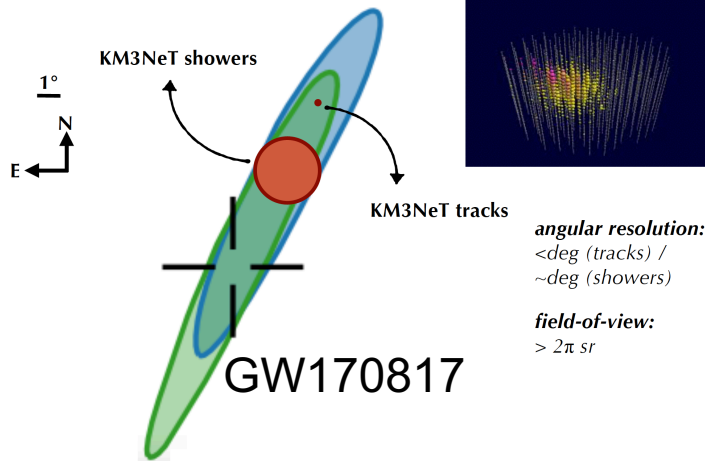 KM3NeT showers
1°
N
E
KM3NeT tracks
angular resolution:
<deg (tracks) /
~deg (showers)
field-of-view:
> 2π sr
GW170817